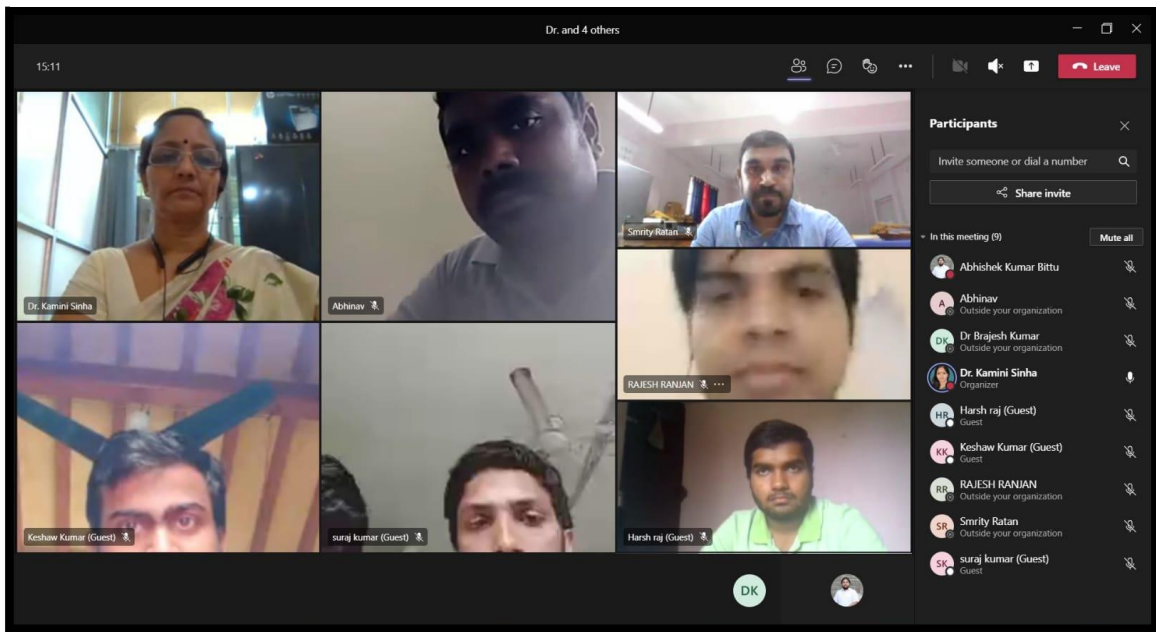 Dr. and 4 others
15:11
Leave
Dr. Kamini Sinha
Abhinav
Smrity Ratan
RAJESH RANJAN
Keshaw Kumar (Guest)
suraj kumar (Guest)
Harsh raj (Guest)
DK
Participants
Invite someone or dial a number
Share invite
In this meeting (9)
Mute all
Abhishek Kumar Bittu
A
Abhinav
Outside your organization
DK
Dr Brajesh Kumar
Outside your organization
Dr. Kamini Sinha
Organizer
HR
Harsh raj (Guest)
Guest
KK
Keshaw Kumar (Guest)
Guest
RR
RAJESH RANJAN
Outside your organization
SR
Smrity Ratan
Outside your organization
SK
suraj kumar (Guest)
Guest